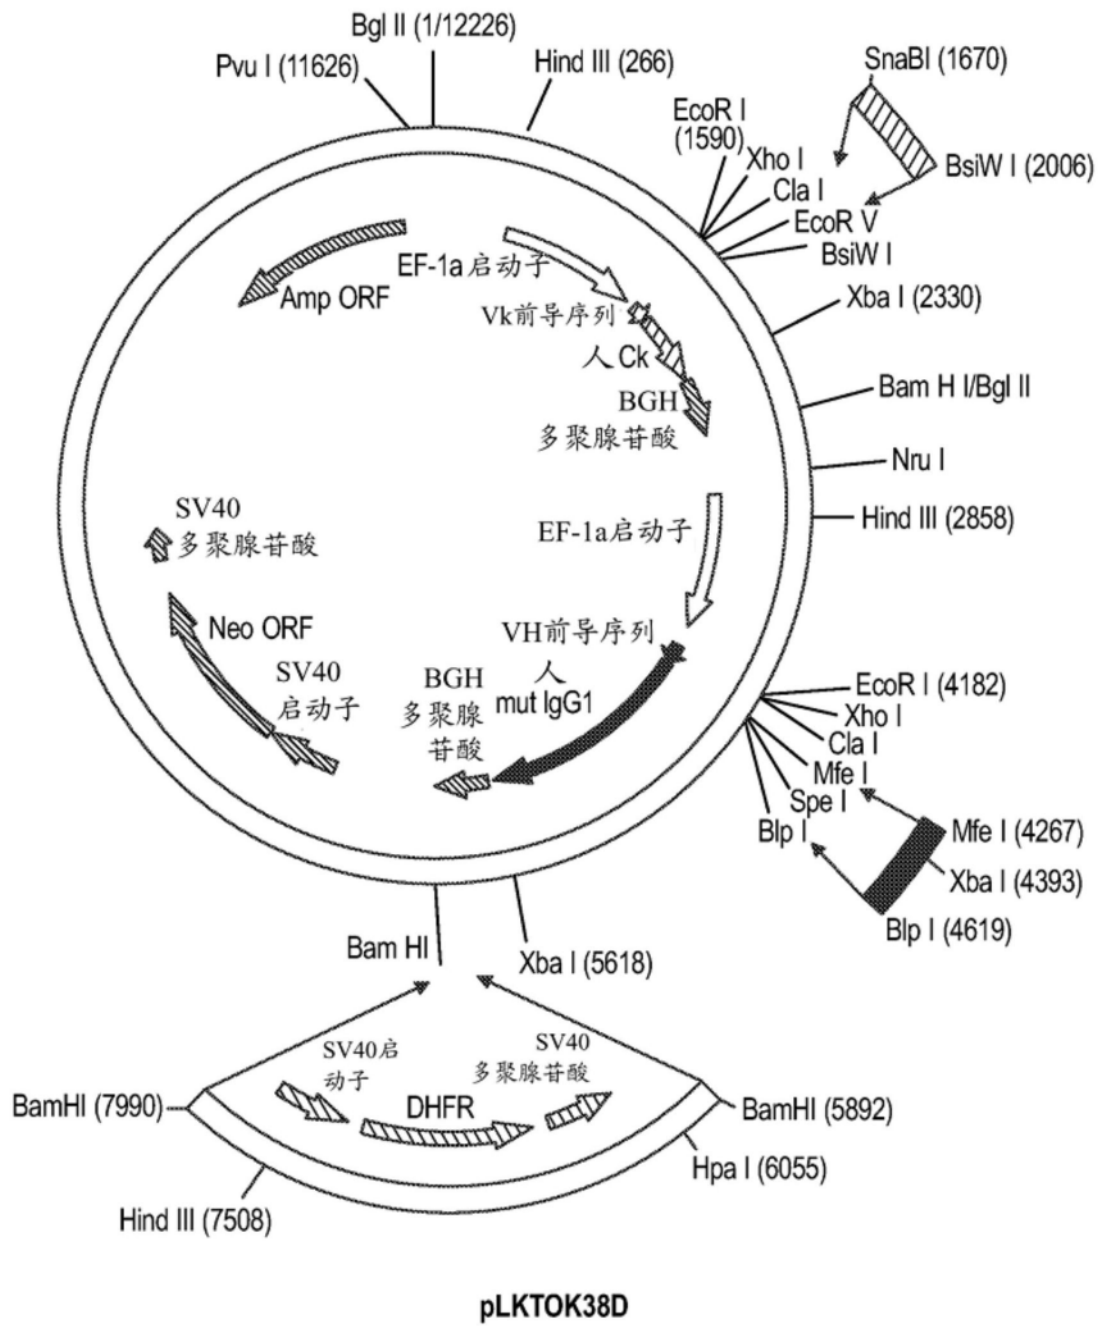 Bgl II (1/12226)
Pvu I (11626)
Hind III (266)
SnaBI (1670)
EcoR I
(1590)
Xho I
BsiW I (2006)
Cla I
EcoR V
BsiW I
EF-1a启动子
Amp ORF
Xba I (2330)
Vk前导序列
人 Ck
Bam H I/Bgl II
BGH
多聚腺苷酸
Nru I
SV40
多聚腺苷酸
EF-1a启动子
Hind III (2858)
Neo ORF
VH前导序列
人
mut IgG1
SV40
启动子
BGH
多聚腺
苷酸
EcoR I (4182)
Xho I
Cla I
Mfe I
Spe I
Blp I
Mfe I (4267)
Xba I (4393)
Blp I (4619)
Bam HI
Xba I (5618)
SV40启
动子
SV40
多聚腺苷酸
DHFR
BamHI (7990)
BamHI (5892)
Hpa I (6055)
Hind III (7508)
pLKTOK38D